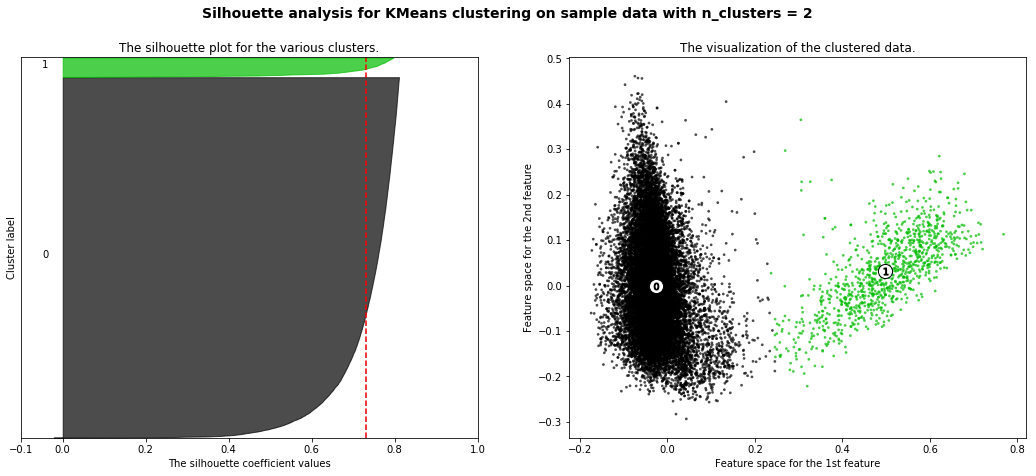 Silhouette analysis for KMeans clustering on sample data with n_clusters = 2
The silhouette plot for the various clusters.
1
0
Cluster label
−0.1 0.0 0.2 0.4 0.6 0.8 1.0
The silhouette coefficient values
The visualization of the clustered data.
0.5
0.4
0.3
0.2
0.1
0.0
−0.1
−0.2
−0.3
Feature space for the 2nd feature
0
1
−0.2 0.0 0.2 0.4 0.6 0.8
Feature space for the 1st feature